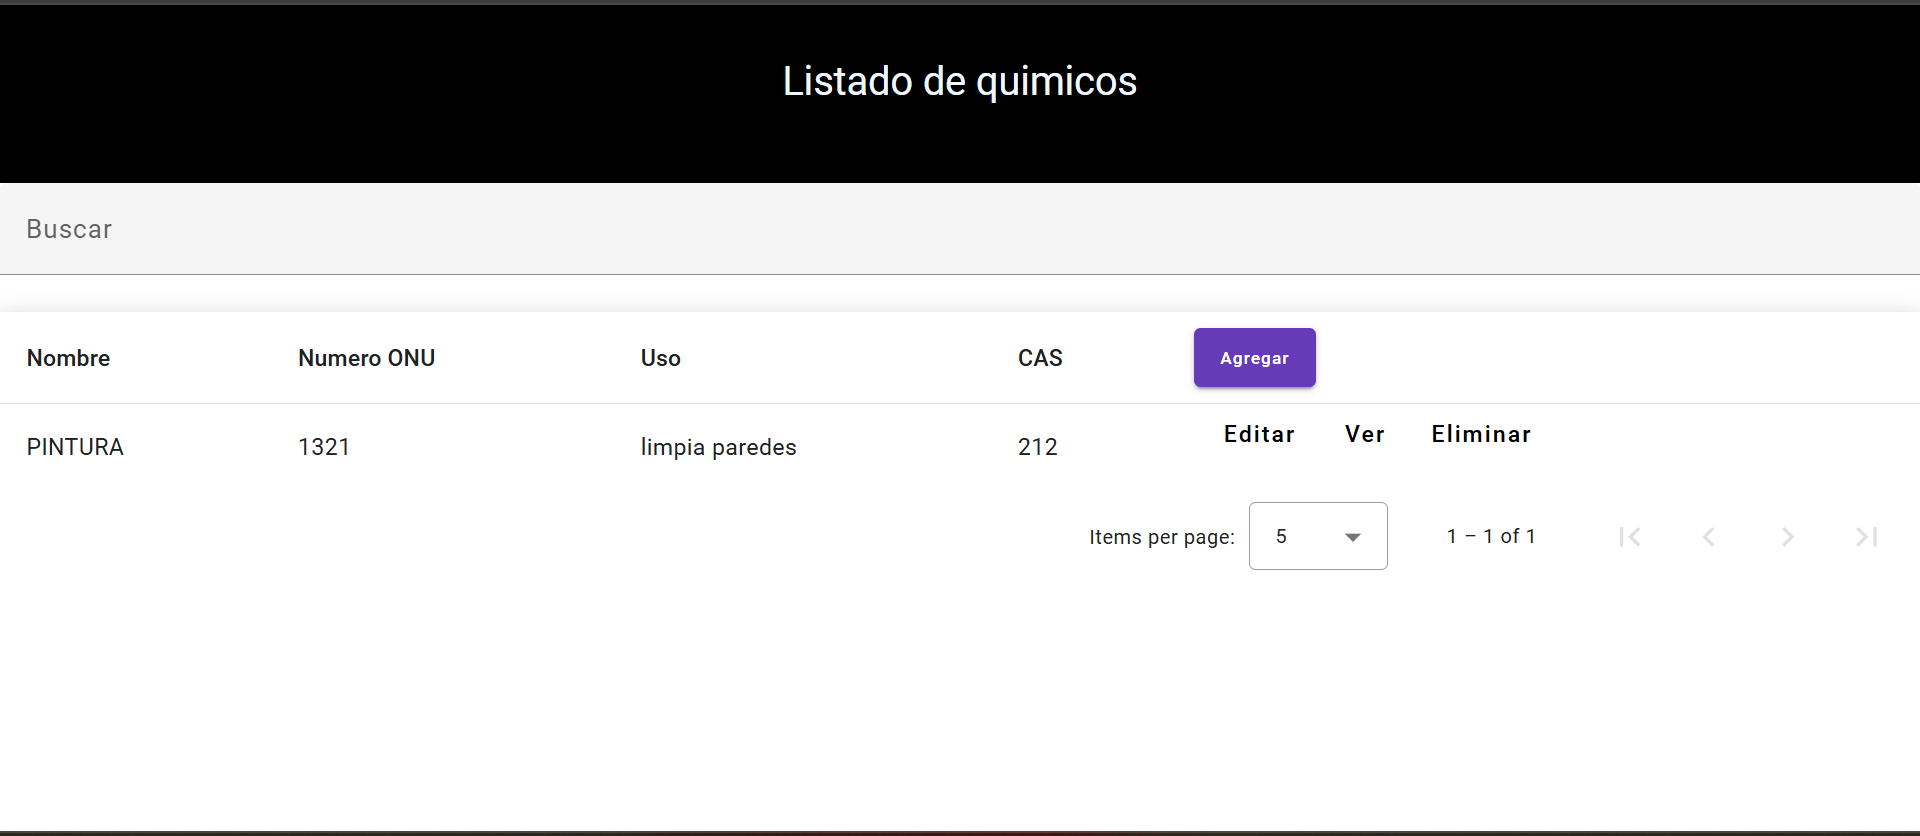 Listado de quimicos
Buscar
Nombre Numero ONU Uso CAS Agregar
PINTURA 1321 limpia paredes 212 Editar Ver Eliminar
Items per page: 5 1 – 1 of 1